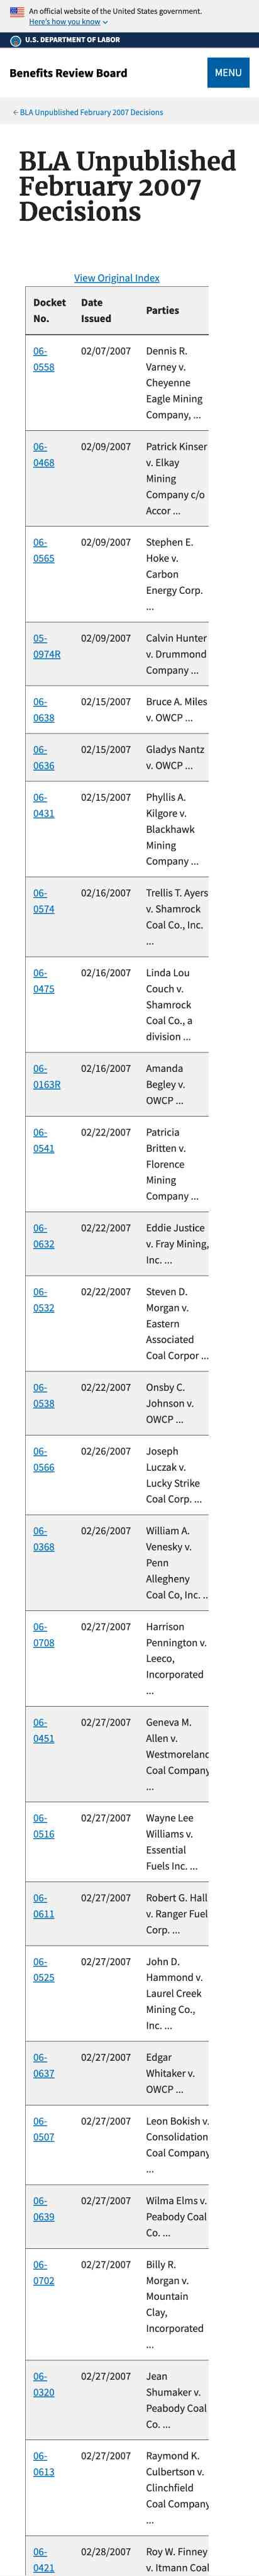 An official website of the United States government.
Here's how you know
U.S. DEPARTMENT OF LABOR
Benefits Review Board
MENU
BLA Unpublished February 2007 Decisions
BLA Unpublished
February 2007
Decisions
View Original Index
Docket No. Date Issued Parties
06-0558 02/07/2007 Dennis R. Varney v. Cheyenne Eagle Mining Company, ...
06-0468 02/09/2007 Patrick Kinser v. Elkay Mining Company c/o Accor ...
06-0565 02/09/2007 Stephen E. Hoke v. Carbon Energy Corp. ...
05-0974R 02/09/2007 Calvin Hunter v. Drummond Company ...
06-0638 02/15/2007 Bruce A. Miles v. OWCP ...
06-0636 02/15/2007 Gladys Nantz v. OWCP ...
06-0431 02/15/2007 Phyllis A. Kilgore v. Blackhawk Mining Company ...
06-0574 02/16/2007 Trellis T. Ayers v. Shamrock Coal Co., Inc. ...
06-0475 02/16/2007 Linda Lou Couch v. Shamrock Coal Co., a division ...
06-0163R 02/16/2007 Amanda Begley v. OWCP ...
06-0541 02/22/2007 Patricia Britten v. Florence Mining Company ...
06-0632 02/22/2007 Eddie Justice v. Fray Mining, Inc. ...
06-0532 02/22/2007 Steven D. Morgan v. Eastern Associated Coal Corpor ...
06-0538 02/22/2007 Onsby C. Johnson v. OWCP ...
06-0566 02/26/2007 Joseph Luczak v. Lucky Strike Coal Corp. ...
06-0368 02/26/2007 William A. Venesky v. Penn Allegheny Coal Co, Inc. ..
06-0708 02/27/2007 Harrison Pennington v. Leeco, Incorporated ...
06-0451 02/27/2007 Geneva M. Allen v. Westmoreland Coal Company ...
06-0516 02/27/2007 Wayne Lee Williams v. Essential Fuels Inc. ...
06-0611 02/27/2007 Robert G. Hall v. Ranger Fuel Corp. ...
06-0525 02/27/2007 John D. Hammond v. Laurel Creek Mining Co., Inc. ...
06-0637 02/27/2007 Edgar Whitaker v. OWCP ...
06-0507 02/27/2007 Leon Bokish v. Consolidation Coal Company ...
06-0639 02/27/2007 Wilma Elms v. Peabody Coal Co. ...
06-0702 02/27/2007 Billy R. Morgan v. Mountain Clay, Incorporated ...
06-0320 02/27/2007 Jean Shumaker v. Peabody Coal Co. ...
06-0613 02/27/2007 Raymond K. Culbertson v. Clinchfield Coal Company ...
06-0421 02/28/2007 Roy W. Finney v. Itmann Coal